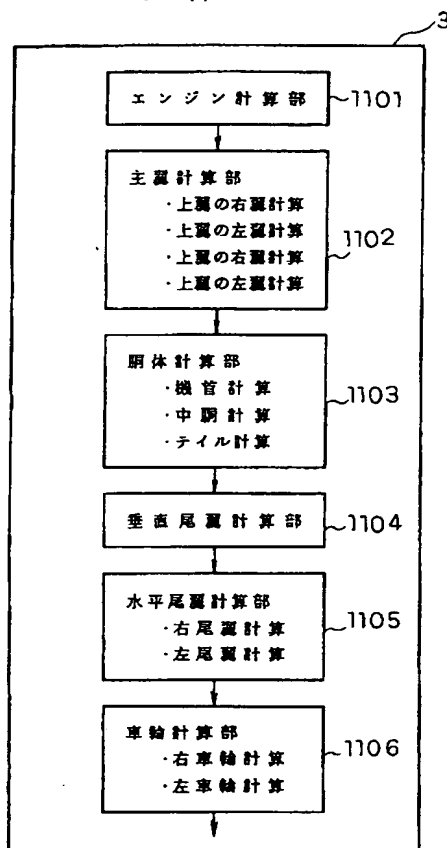 3
エンジン計算部
1101
主翼計算部
・上翼の右翼計算
・上翼の左翼計算
・上翼の右翼計算
・上翼の左翼計算
1102
胴体計算部
・機首計算
・中胴計算
・テイル計算
1103
垂直尾翼計算部
1104
水平尾翼計算部
・右尾翼計算
・左尾翼計算
1105
車輪計算部
・右車輪計算
・左車輪計算
1106